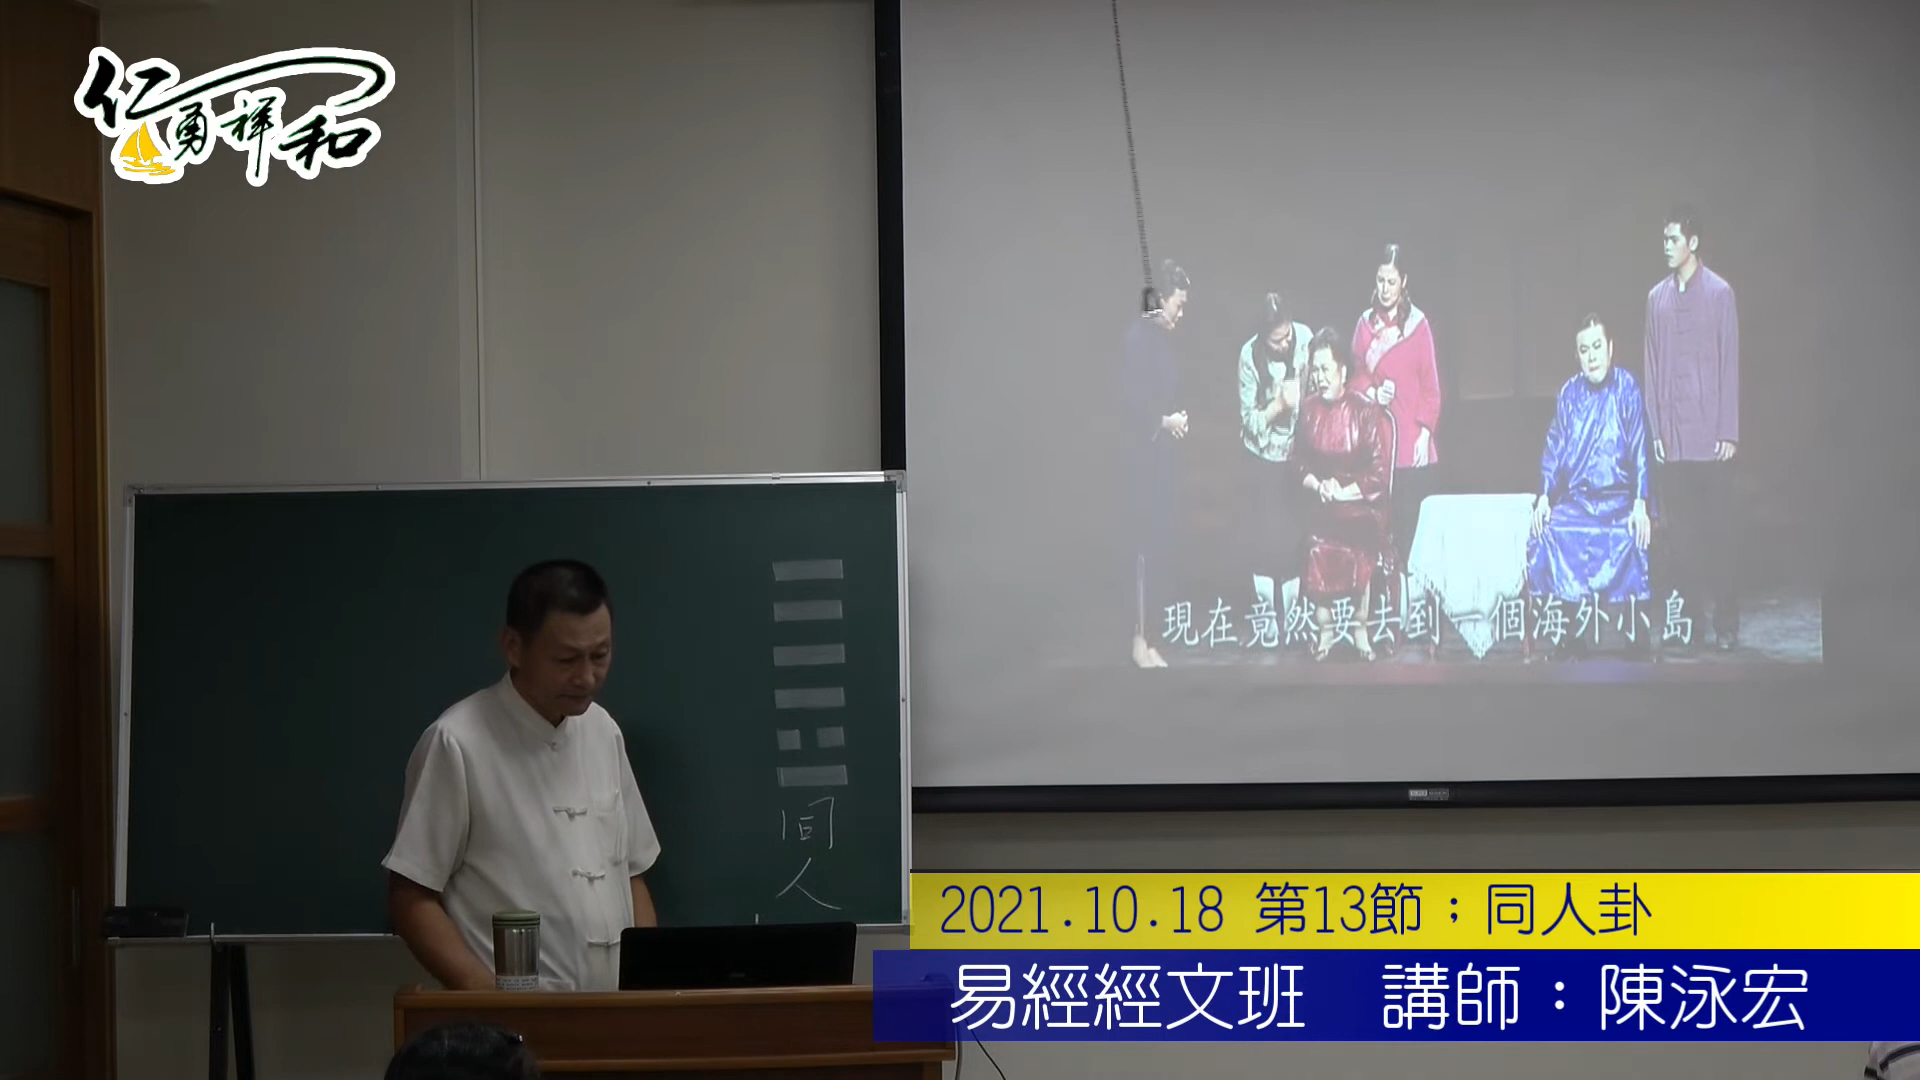 仁勇祥和
現在竟然要去到一個海外小島
同
人
2021.10.18 第13節；同人卦
易經經文班 講師：陳泳宏